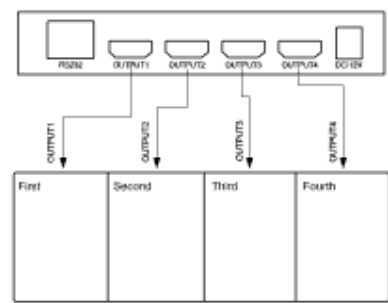 RS232 OUTPUT1 OUTPUT2 OUTPUT3 OUTPUT4 DC12V
OUTPUT1 OUTPUT2 OUTPUT3 OUTPUT4
First Second Third Fourth